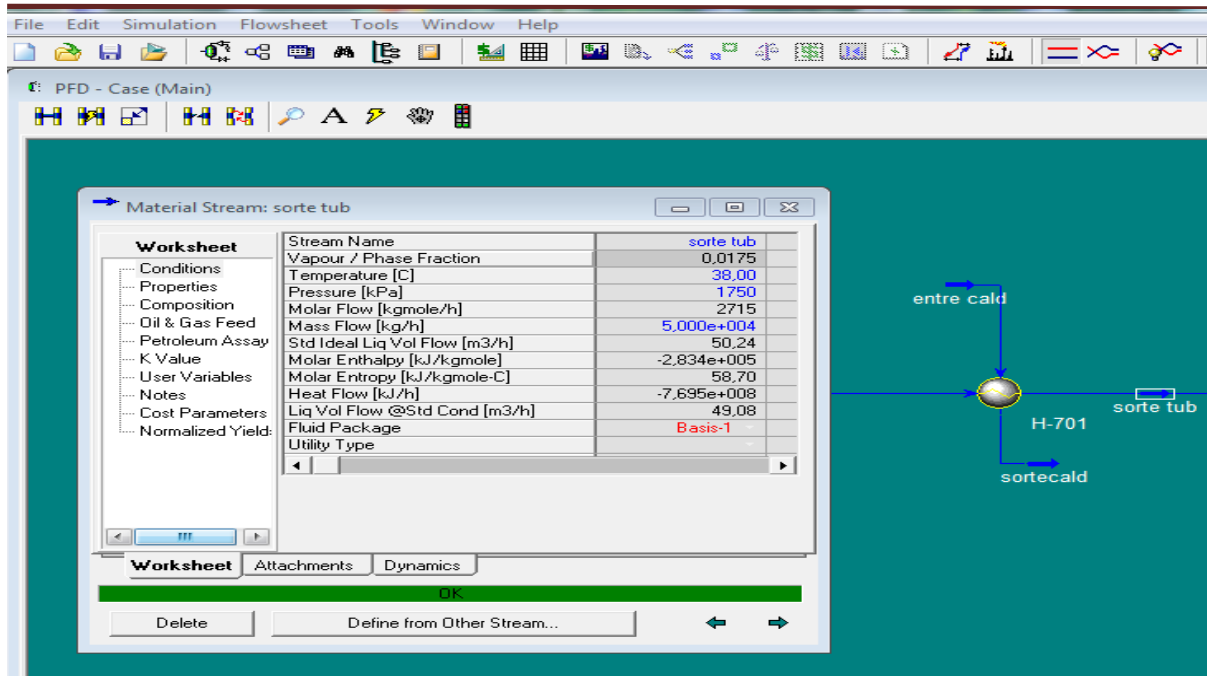 File Edit Simulation Flowsheet Tools Window Help
PFD - Case (Main)
A
Material Stream: sorte tub
Worksheet
Conditions
Properties
Composition
Oil & Gas Feed
Petroleum Assay
K Value
User Variables
Notes
Cost Parameters
Normalized Yields
Stream Name sorte tub
Vapour / Phase Fraction 0,0175
Temperature [C] 38,00
Pressure [kPa] 1750
Molar Flow [kgmole/h] 2715
Mass Flow [kg/h] 5,000e+004
Std Ideal Liq Vol Flow [m3/h] 50,24
Molar Enthalpy [kJ/kgmole] -2,834e+005
Molar Entropy [kJ/kgmole-C] 58,70
Heat Flow [kJ/h] -7,695e+008
Liq Vol Flow @Std Cond [m3/h] 49,08
Fluid Package Basis-1
Utility Type
Worksheet Attachments Dynamics
OK
Delete Define from Other Stream...
entre cald
H-701
sorte tub
sortecald